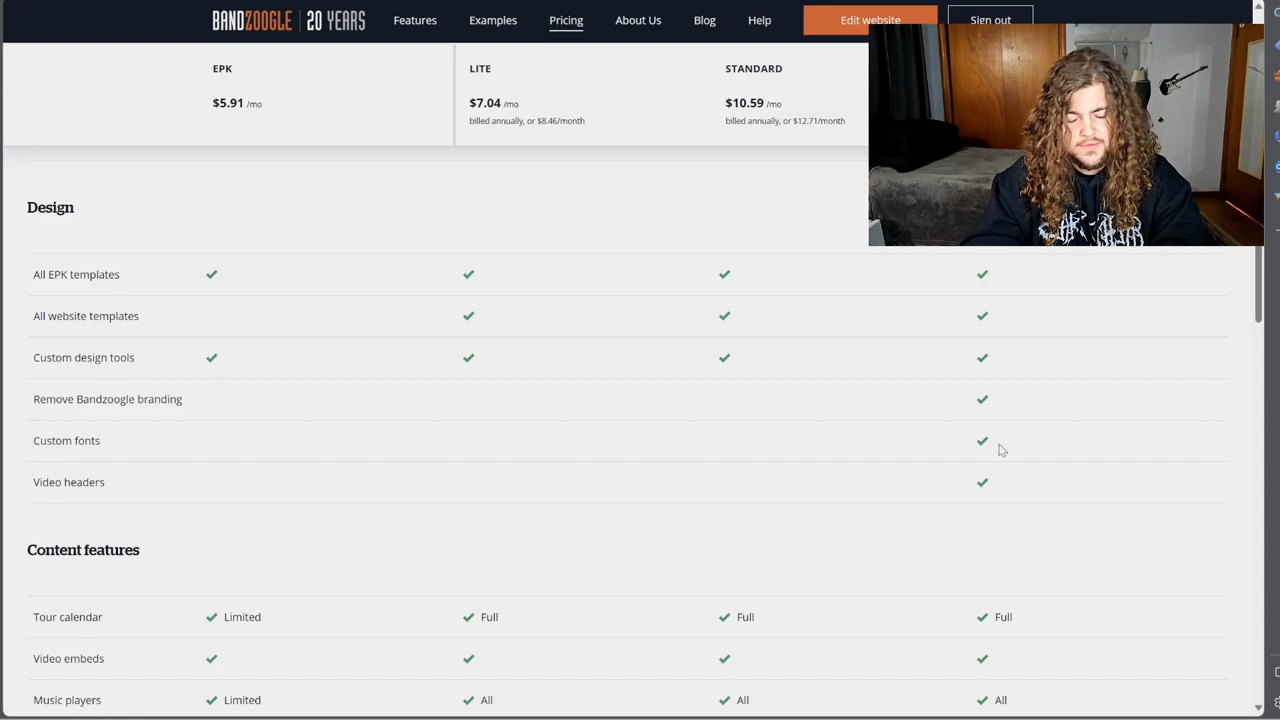 BANDZOOGLE | 20 YEARS Features Examples Pricing About Us Blog Help Edit website Sign out
EPK LITE STANDARD
$5.91 /mo $7.04 /mo $10.59 /mo
billed annually, or $8.46/month billed annually, or $12.71/month
Design
All EPK templates
All website templates
Custom design tools
Remove Bandzoogle branding
Custom fonts
Video headers
Content features
Tour calendar Limited Full Full Full
Video embeds
Music players Limited All All All